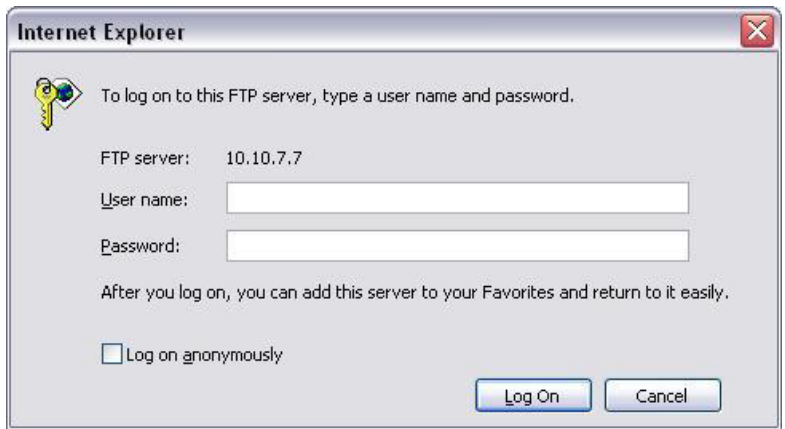 Internet Explorer
To log on to this FTP server, type a user name and password.
FTP server: 10.10.7.7
User name:
Password:
After you log on, you can add this server to your Favorites and return to it easily.
Log on anonymously
Log On Cancel